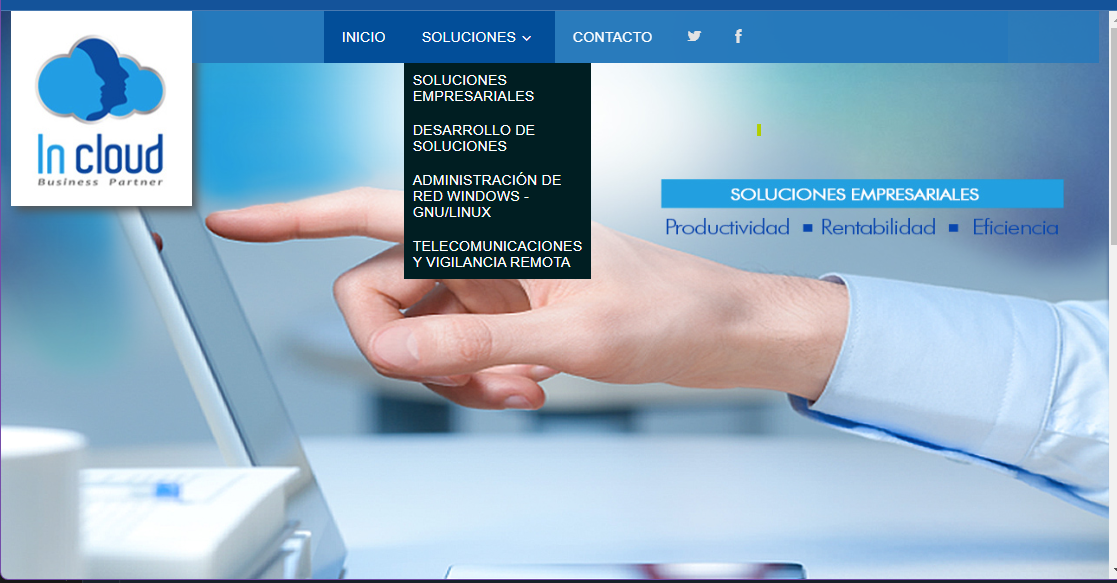 In cloud
Business Partner
INICIO
SOLUCIONES
CONTACTO
SOLUCIONES
EMPRESARIALES
DESARROLLO DE
SOLUCIONES
ADMINISTRACIÓN DE
RED WINDOWS -
GNU/LINUX
TELECOMUNICACIONES
Y VIGILANCIA REMOTA
SOLUCIONES EMPRESARIALES
Productividad ■ Rentabilidad ■ Eficiencia